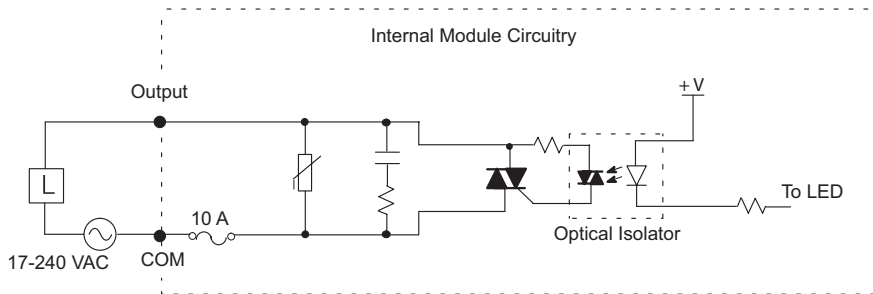 Internal Module Circuitry
Output
+V
L
10 A
To LED
Optical Isolator
COM
17-240 VAC